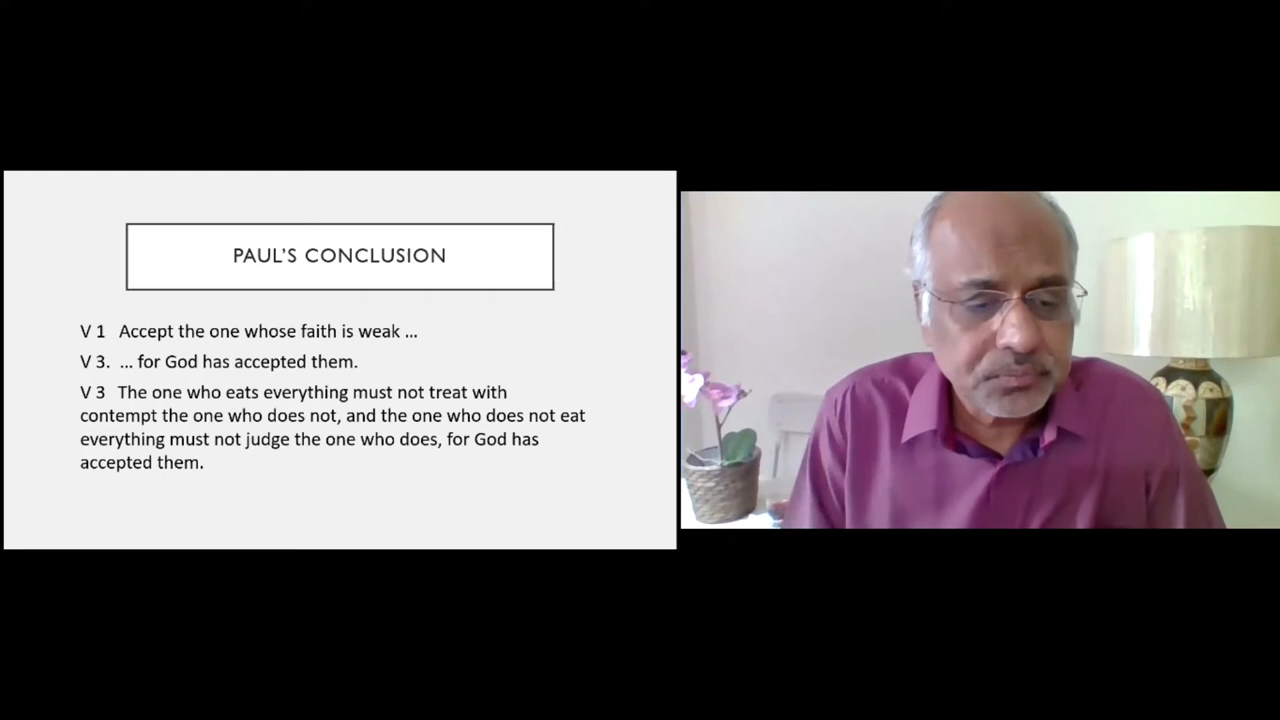 PAUL'S CONCLUSION
V 1 Accept the one whose faith is weak ...
V 3. ... for God has accepted them.
V 3 The one who eats everything must not treat with
contempt the one who does not, and the one who does not eat
everything must not judge the one who does, for God has
accepted them.